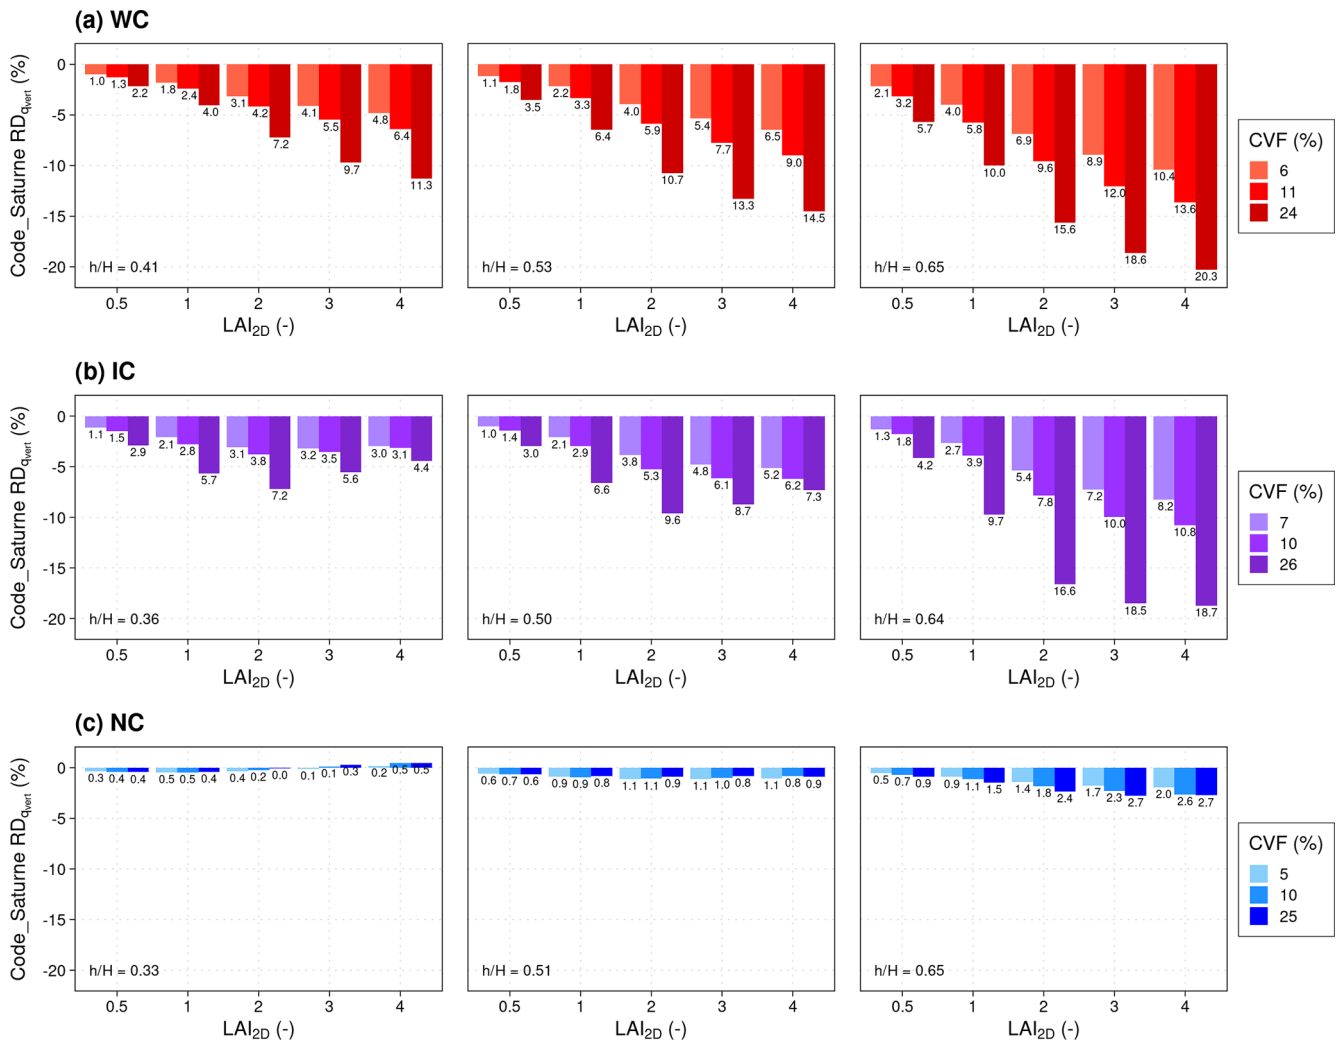 (a) WC
Code_Saturne RDqvert (%)
0
-5
-10
-15
-20
1.0 1.3 2.2 1.8 2.4 4.0 3.1 4.2 7.2 4.1 5.5 9.7 4.8 6.4 11.3
h/H = 0.41
0.5 1 2 3 4
LAI2D (-)
1.1 1.8 3.5 2.2 3.3 6.4 4.0 5.9 10.7 5.4 7.7 13.3 6.5 9.0 14.5
h/H = 0.53
0.5 1 2 3 4
LAI2D (-)
2.1 3.2 5.7 4.0 5.8 10.0 6.9 9.6 15.6 8.9 12.0 18.6 10.4 13.6 20.3
h/H = 0.65
0.5 1 2 3 4
LAI2D (-)
CVF (%)
6
11
24
(b) IC
Code_Saturne RDqvert (%)
0
-5
-10
-15
-20
1.1 1.5 2.9 2.1 2.8 5.7 3.1 3.8 7.2 3.2 3.5 5.6 3.0 3.1 4.4
h/H = 0.36
0.5 1 2 3 4
LAI2D (-)
1.0 1.4 3.0 2.1 2.9 6.6 3.8 5.3 9.6 4.8 6.1 8.7 5.2 6.2 7.3
h/H = 0.50
0.5 1 2 3 4
LAI2D (-)
1.3 1.8 4.2 2.7 3.9 9.7 5.4 7.8 16.6 7.2 10.0 18.5 8.2 10.8 18.7
h/H = 0.64
0.5 1 2 3 4
LAI2D (-)
CVF (%)
7
10
26
(c) NC
Code_Saturne RDqvert (%)
0
-5
-10
-15
-20
0.3 0.4 0.4 0.5 0.5 0.4 0.4 0.2 0.0 0.1 0.1 0.3 0.2 0.5 0.5
h/H = 0.33
0.5 1 2 3 4
LAI2D (-)
0.6 0.7 0.6 0.9 0.9 0.8 1.1 1.1 0.9 1.1 1.0 0.8 1.1 0.8 0.9
h/H = 0.51
0.5 1 2 3 4
LAI2D (-)
0.5 0.7 0.9 0.9 1.1 1.5 1.4 1.8 2.4 1.7 2.3 2.7 2.0 2.6 2.7
h/H = 0.65
0.5 1 2 3 4
LAI2D (-)
CVF (%)
5
10
25